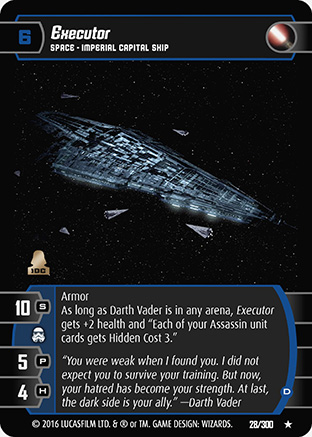 6
Executor
SPACE • IMPERIAL CAPITAL SHIP
100
10 S
Armor
As long as Darth Vader is in any arena, Executor
gets +2 health and “Each of your Assassin unit
cards gets Hidden Cost 3.”
5 P
“You were weak when I found you. I did not
expect you to survive your training. But now,
your hatred has become your strength. At last,
the dark side is your ally.” —Darth Vader
4 H
D
© 2016 LUCASFILM LTD. & ® or TM. GAME DESIGN: WIZARDS.
28/300 ★